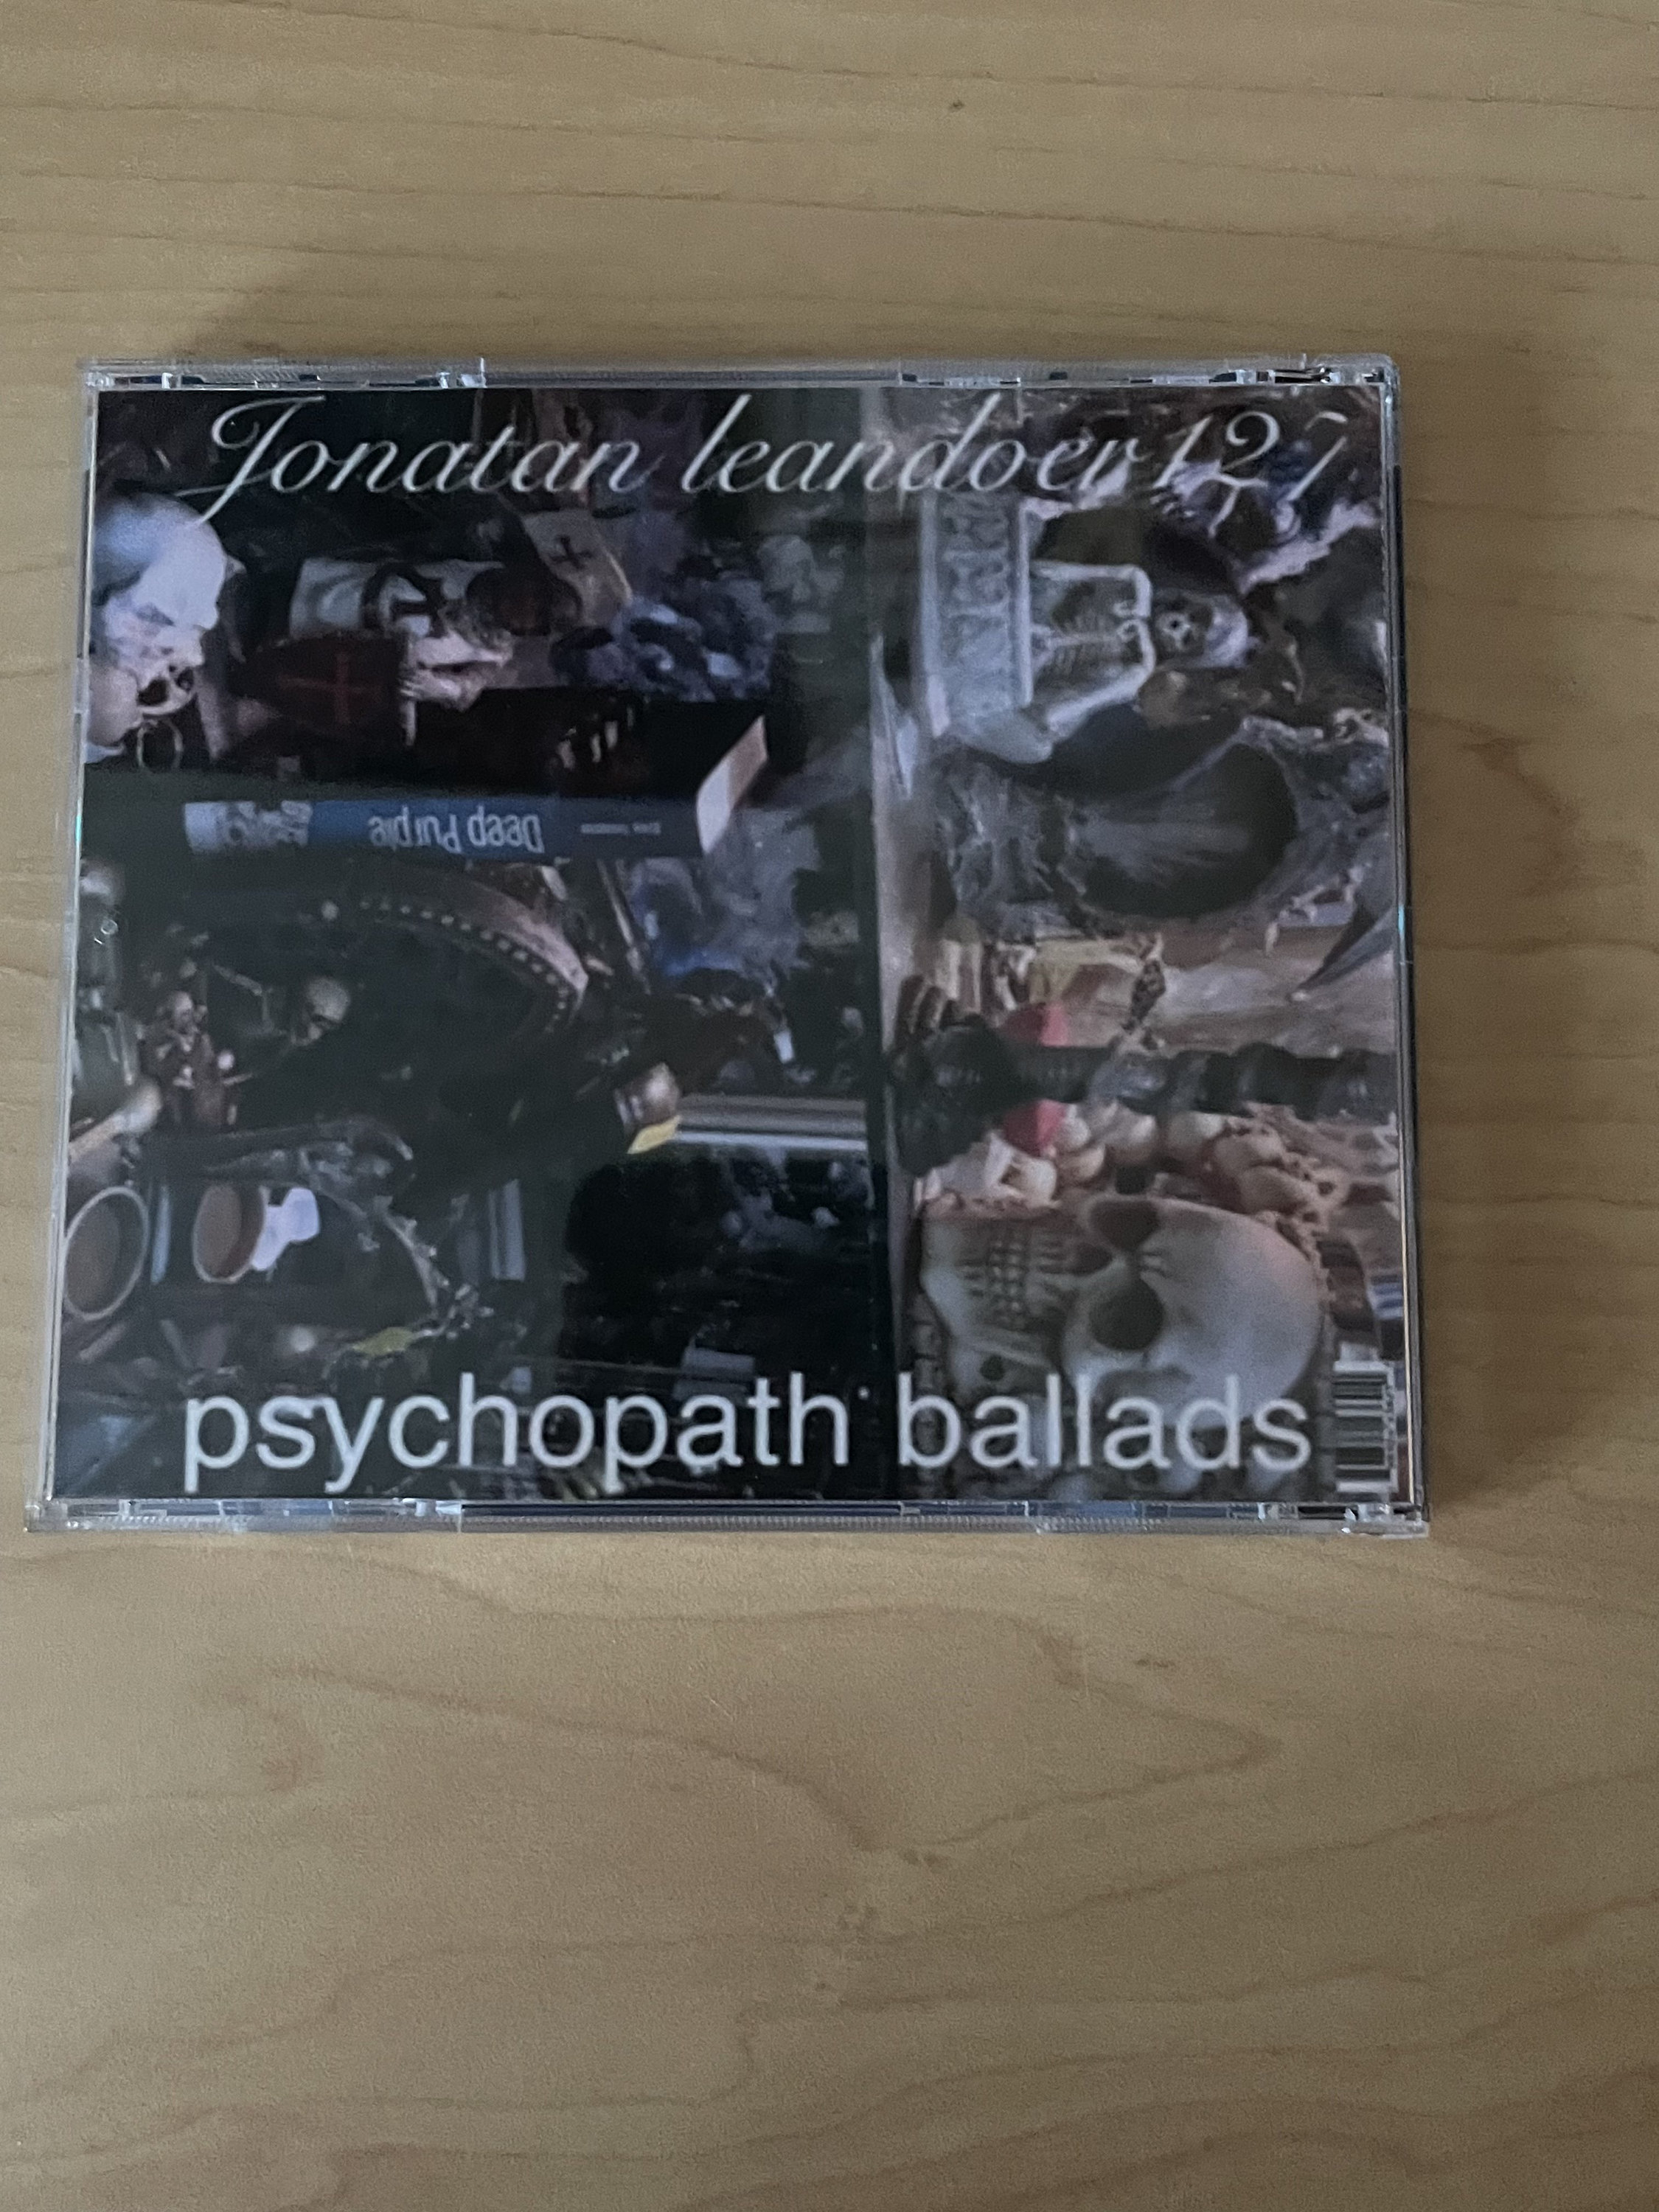 Jonatan leandoer127
Deep Purple
psychopath ballads